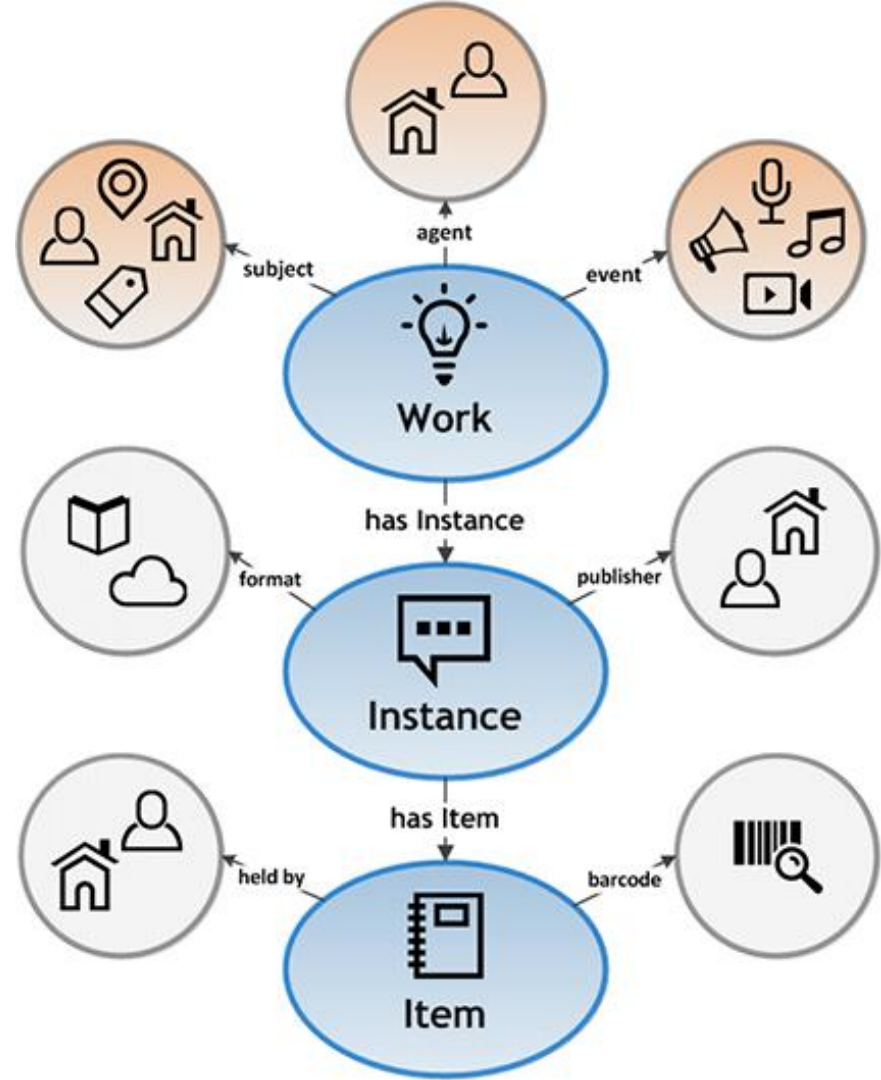 agent
subject
event
Work
has Instance
format
publisher
Instance
has Item
held by
barcode
Item